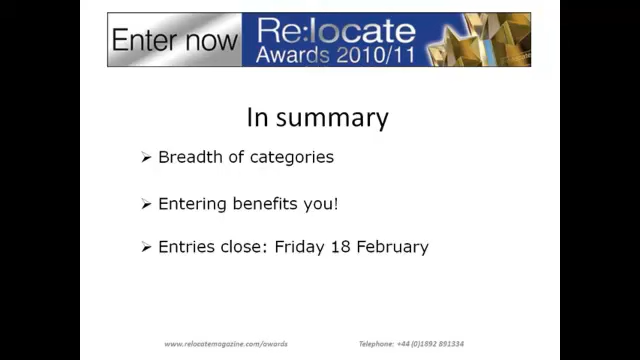 Enter now
Re:locate
Awards 2010/11
In summary
➢ Breadth of categories
➢ Entering benefits you!
➢ Entries close: Friday 18 February
www.relocatemagazine.com/awards Telephone: +44 (0)1892 891334